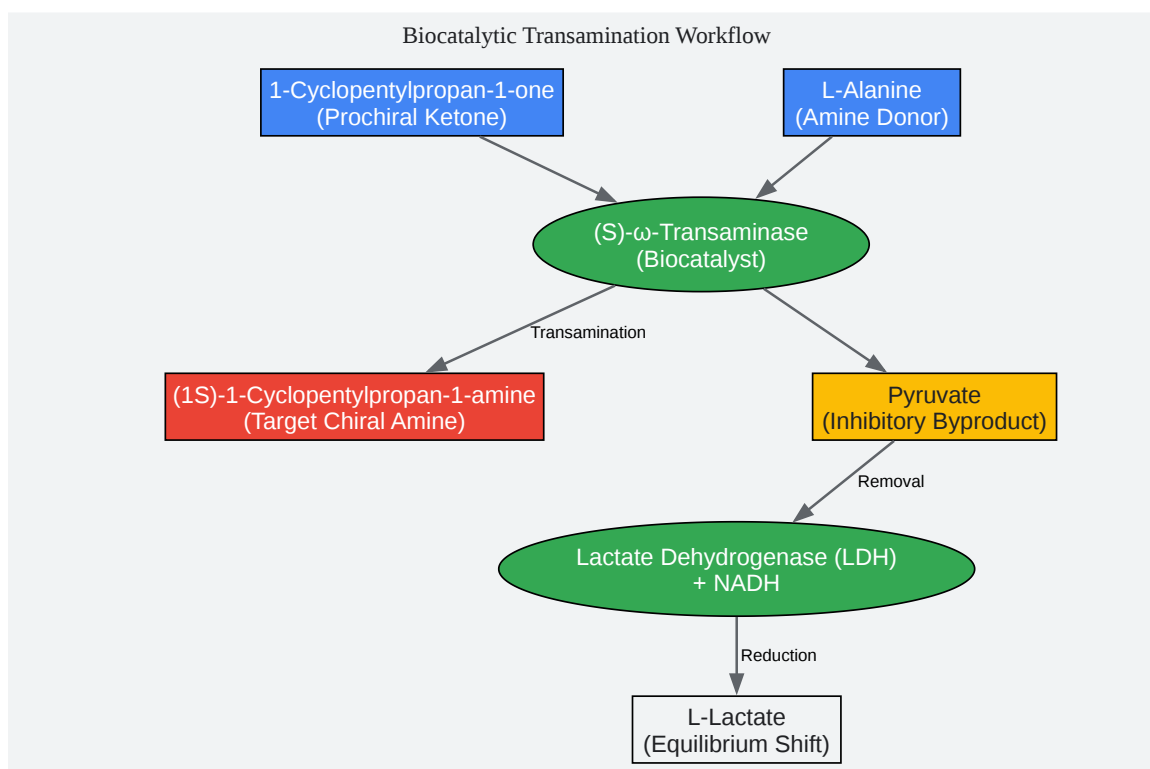 Biocatalytic Transamination Workflow
1-Cyclopentylpropan-1-one
(Prochiral Ketone)
L-Alanine
(Amine Donor)
(S)-ω-Transaminase
(Biocatalyst)
Transamination
(1S)-1-Cyclopentylpropan-1-amine
(Target Chiral Amine)
Pyruvate
(Inhibitory Byproduct)
Removal
Lactate Dehydrogenase (LDH)
+ NADH
Reduction
L-Lactate
(Equilibrium Shift)